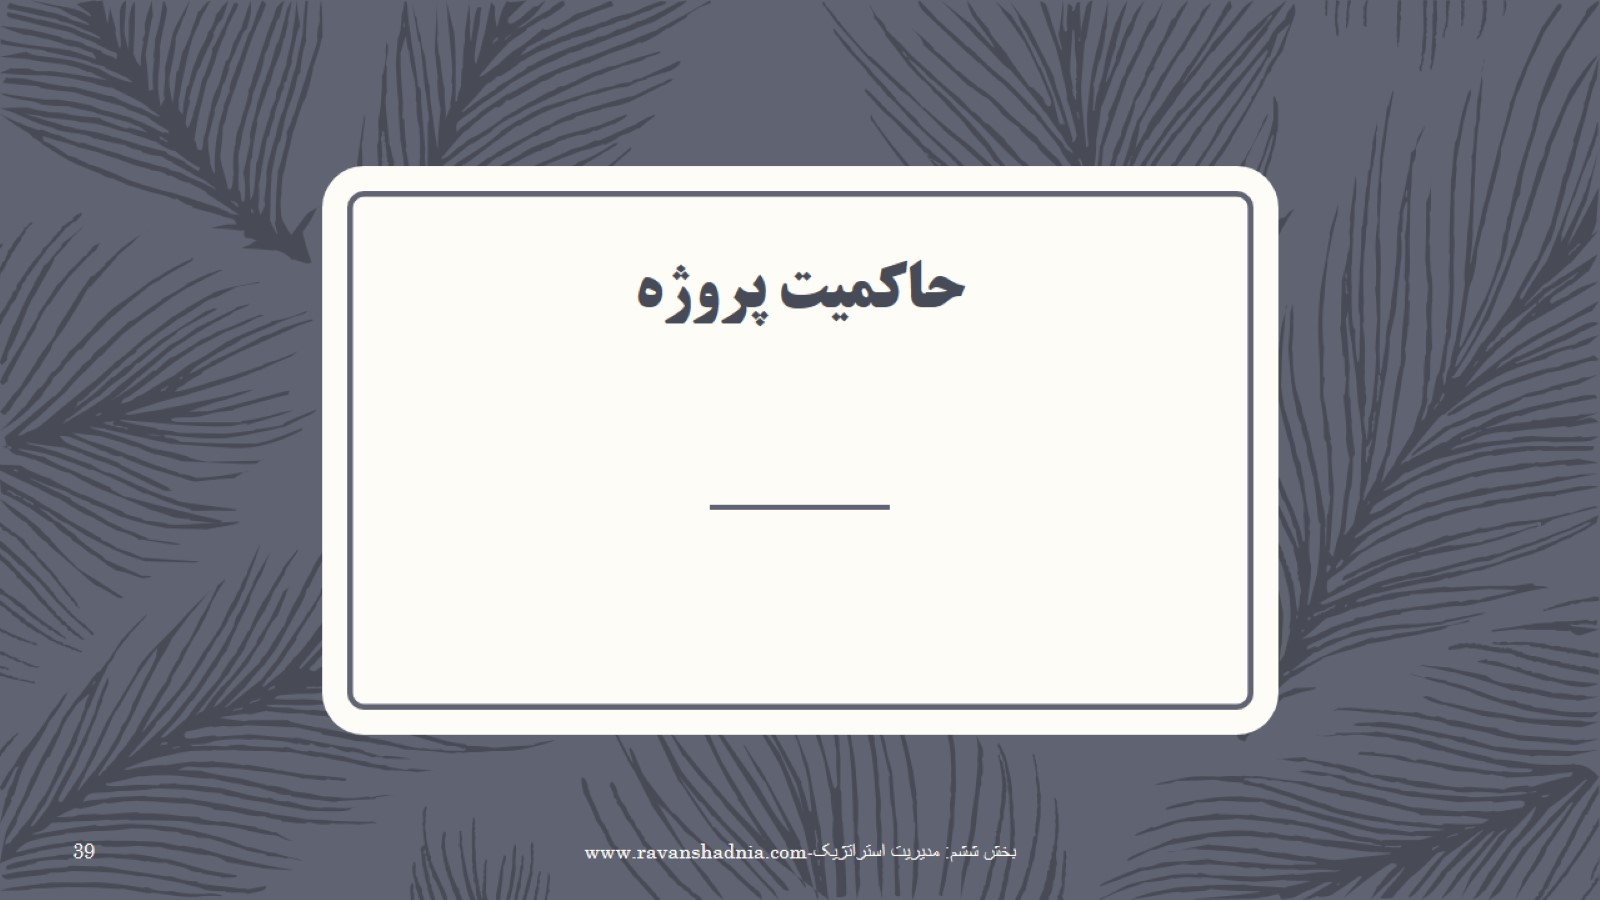 حاکمیت پروژه
بخش ششم: مدیریت استراتژیک-www.ravanshadnia.com
39